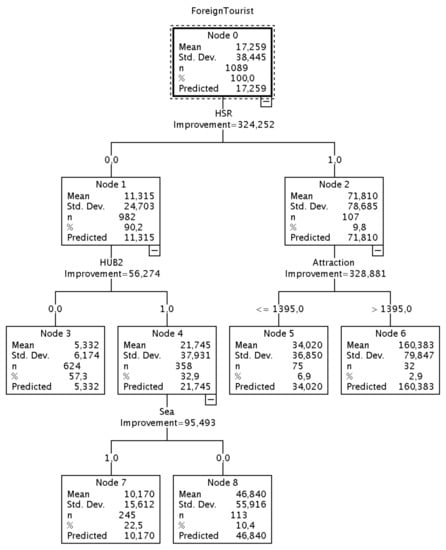 ForeignTourist
Node 0
Mean 17,259
Std. Dev. 38,445
n 1089
% 100,0
Predicted 17,259
HSR
Improvement=324,252
0,0 1,0
Node 1
Mean 11,315
Std. Dev. 24,703
n 982
% 90,2
Predicted 11,315
Node 2
Mean 71,810
Std. Dev. 78,685
n 107
% 9,8
Predicted 71,810
HUB2
Improvement=56,274
Attraction
Improvement=328,881
0,0 1,0
<= 1395,0 > 1395,0
Node 3
Mean 5,332
Std. Dev. 6,174
n 624
% 57,3
Predicted 5,332
Node 4
Mean 21,745
Std. Dev. 37,931
n 358
% 32,9
Predicted 21,745
Node 5
Mean 34,020
Std. Dev. 36,850
n 75
% 6,9
Predicted 34,020
Node 6
Mean 160,383
Std. Dev. 79,847
n 32
% 2,9
Predicted 160,383
Sea
Improvement=95,493
1,0 0,0
Node 7
Mean 10,170
Std. Dev. 15,612
n 245
% 22,5
Predicted 10,170
Node 8
Mean 46,840
Std. Dev. 55,916
n 113
% 10,4
Predicted 46,840